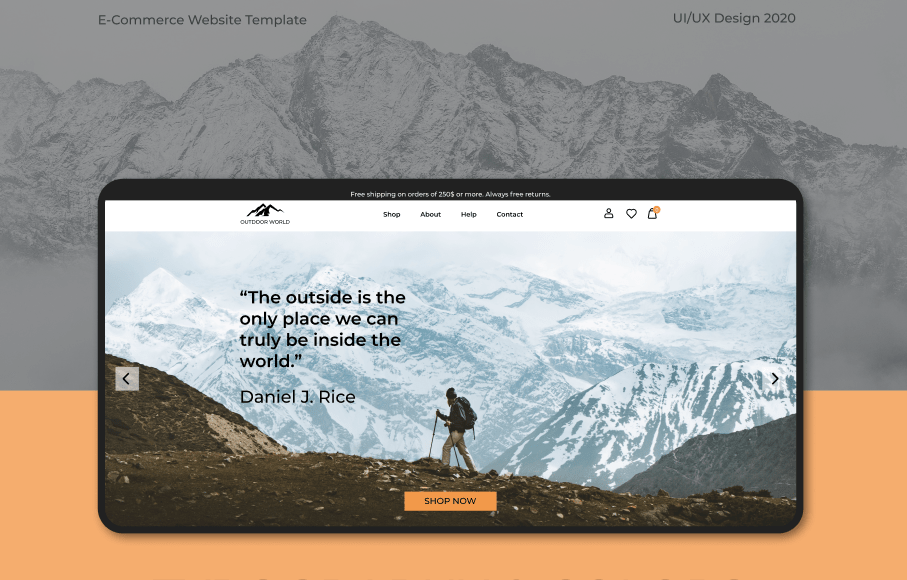 E-Commerce Website Template
UI/UX Design 2020
Free shipping on orders of 250$ or more. Always free returns.
OUTDOOR WORLD
Shop
About
Help
Contact
“The outside is the
only place we can
truly be inside the
world.”
Daniel J. Rice
SHOP NOW